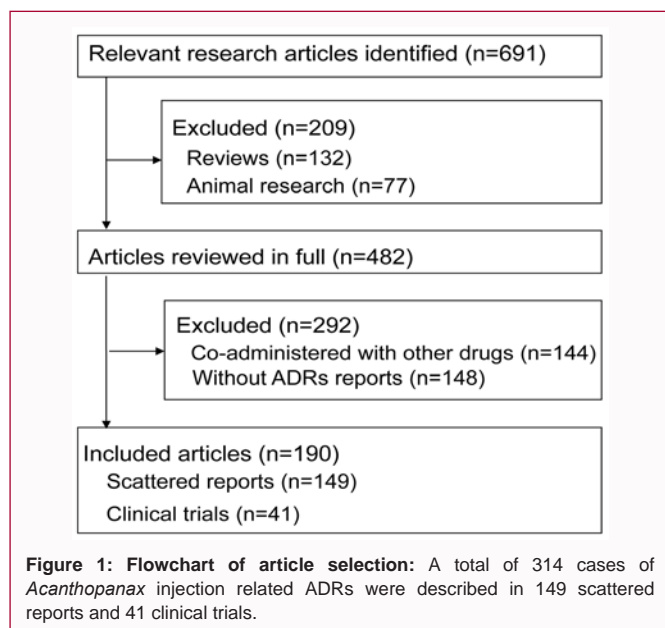 Relevant research articles identified (n=691)
Excluded (n=209)
Reviews (n=132)
Animal research (n=77)
Articles reviewed in full (n=482)
Excluded (n=292)
Co-administered with other drugs (n=144)
Without ADRs reports (n=148)
Included articles (n=190)
Scattered reports (n=149)
Clinical trials (n=41)
Figure 1: Flowchart of article selection: A total of 314 cases of
Acanthopanax injection related ADRs were described in 149 scattered
reports and 41 clinical trials.